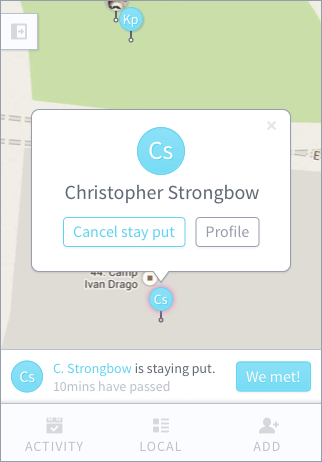 Kp
Cs
Christopher Strongbow
Cancel stay put
Profile
44. Camp
Ivan Drago
Cs
Cs
C. Strongbow is staying put.
10mins have passed
We met!
ACTIVITY
LOCAL
ADD